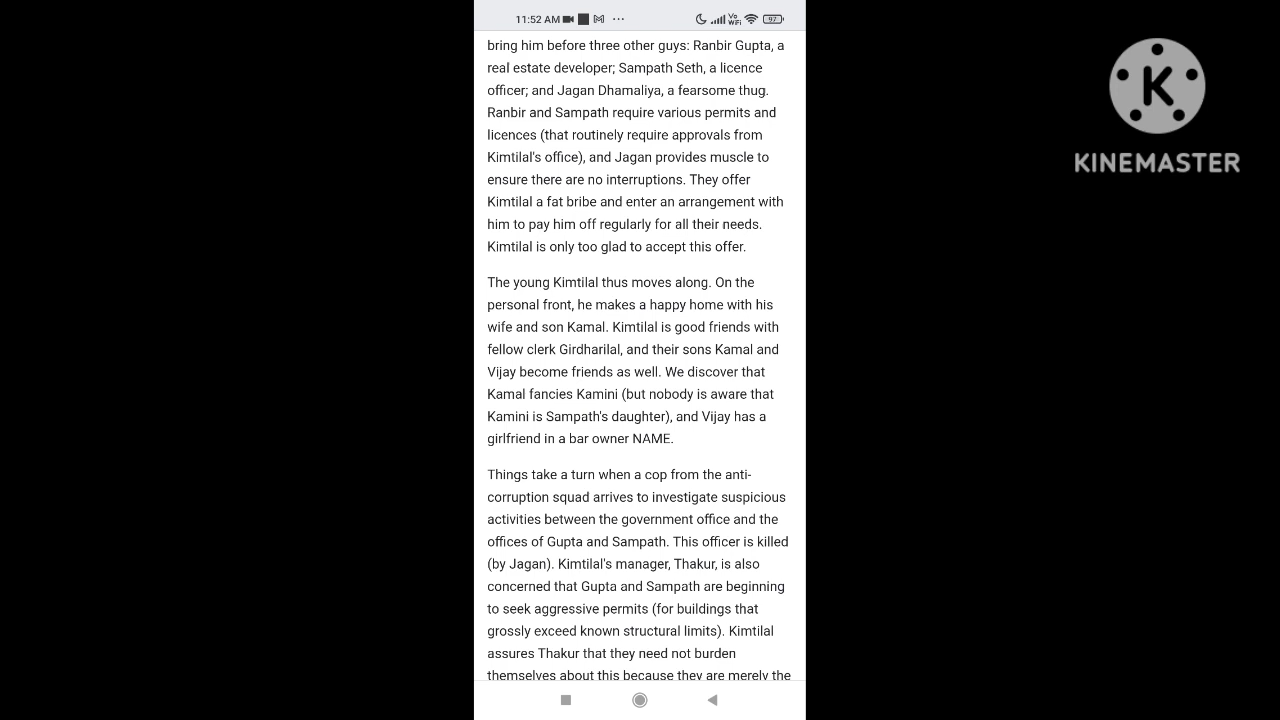 11:52 AM
Vo
WiFi
97
bring him before three other guys: Ranbir Gupta, a
real estate developer; Sampath Seth, a licence
officer; and Jagan Dhamaliya, a fearsome thug.
Ranbir and Sampath require various permits and
licences (that routinely require approvals from
Kimtilal's office), and Jagan provides muscle to
ensure there are no interruptions. They offer
Kimtilal a fat bribe and enter an arrangement with
him to pay him off regularly for all their needs.
Kimtilal is only too glad to accept this offer.
The young Kimtilal thus moves along. On the
personal front, he makes a happy home with his
wife and son Kamal. Kimtilal is good friends with
fellow clerk Girdharilal, and their sons Kamal and
Vijay become friends as well. We discover that
Kamal fancies Kamini (but nobody is aware that
Kamini is Sampath's daughter), and Vijay has a
girlfriend in a bar owner NAME.
Things take a turn when a cop from the anti-
corruption squad arrives to investigate suspicious
activities between the government office and the
offices of Gupta and Sampath. This officer is killed
(by Jagan). Kimtilal's manager, Thakur, is also
concerned that Gupta and Sampath are beginning
to seek aggressive permits (for buildings that
grossly exceed known structural limits). Kimtilal
assures Thakur that they need not burden
themselves about this because they are merely the
K
KINEMASTER